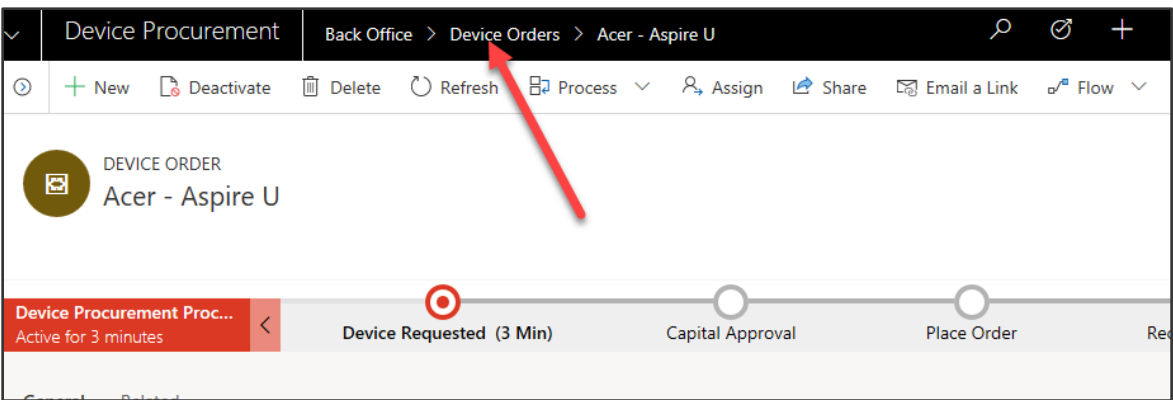 Device Procurement Back Office > Device Orders > Acer - Aspire U
New Deactivate Delete Refresh Process Assign Share Email a Link Flow
DEVICE ORDER
Acer - Aspire U
Device Procurement Proc...
Active for 3 minutes
Device Requested (3 Min) Capital Approval Place Order